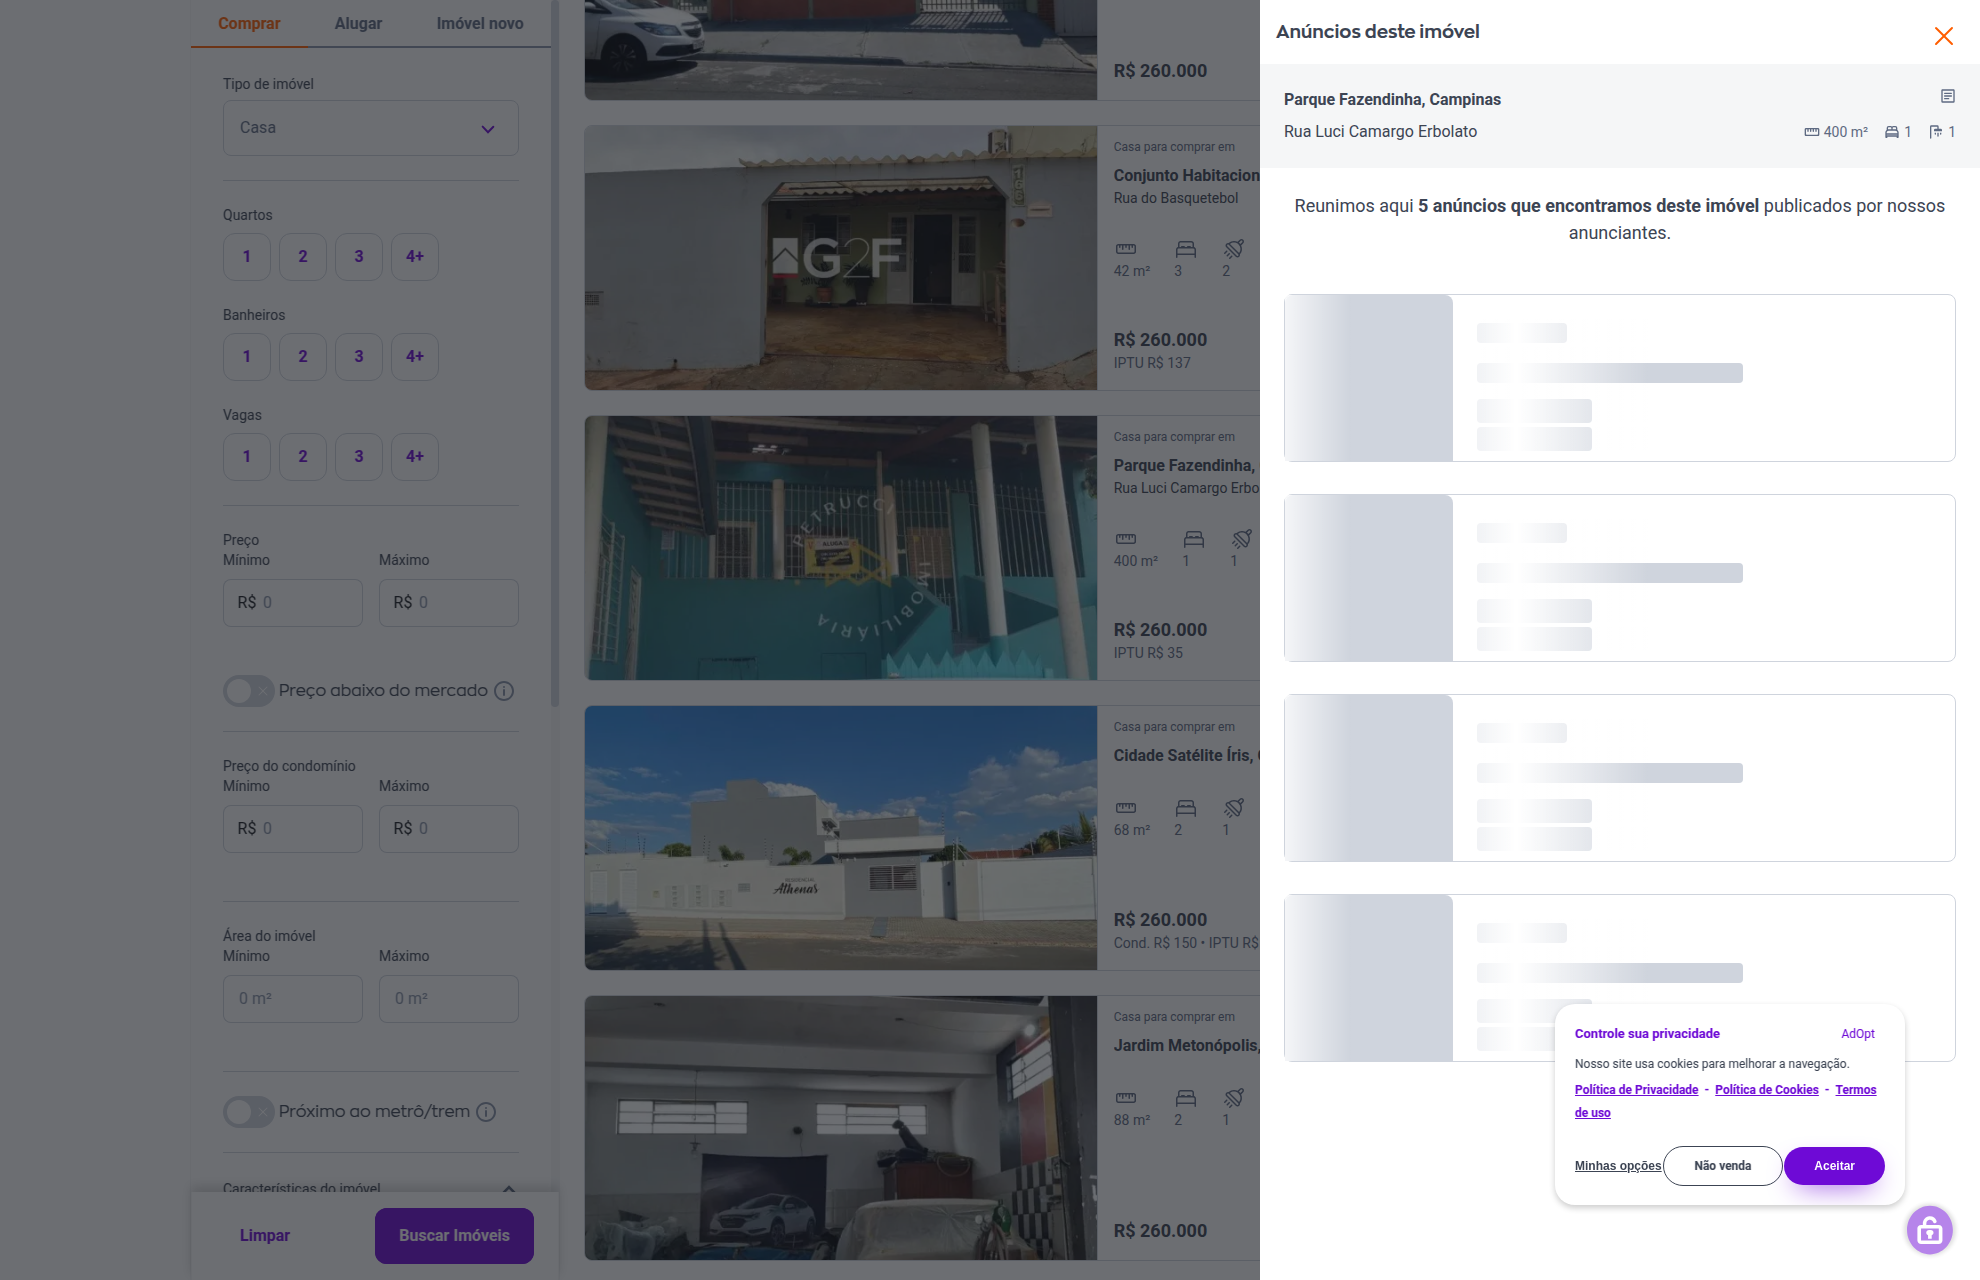 Comprar
Alugar
Imóvel novo
Tipo de imóvel
Casa
Quartos
1
2
3
4+
Banheiros
1
2
3
4+
Vagas
1
2
3
4+
Preço
Mínimo
Máximo
R$ 0
R$ 0
Preço abaixo do mercado
Preço do condomínio
Mínimo
Máximo
R$ 0
R$ 0
Área do imóvel
Mínimo
Máximo
0 m²
0 m²
Próximo ao metrô/trem
Características do imóvel
Limpar
Buscar Imóveis
R$ 260.000
166
G2F
Casa para comprar em
Conjunto Habitacion
Rua do Basquetebol
42 m²
3
2
R$ 260.000
IPTU R$ 137
PETRUCCI
IMOBILIÁRIA
ALUGA
Casa para comprar em
Parque Fazendinha,
Rua Luci Camargo Erbo
400 m²
1
1
R$ 260.000
IPTU R$ 35
Athenas
Casa para comprar em
Cidade Satélite Íris,
68 m²
2
1
R$ 260.000
Cond. R$ 150 • IPTU R$
Casa para comprar em
Jardim Metonópolis,
88 m²
2
1
R$ 260.000
Anúncios deste imóvel
Parque Fazendinha, Campinas
Rua Luci Camargo Erbolato
400 m²
1
1
Reunimos aqui 5 anúncios que encontramos deste imóvel publicados por nossos
anunciantes.
Controle sua privacidade
AdOpt
Nosso site usa cookies para melhorar a navegação.
Política de Privacidade - Política de Cookies - Termos
de uso
Minhas opções
Não venda
Aceitar